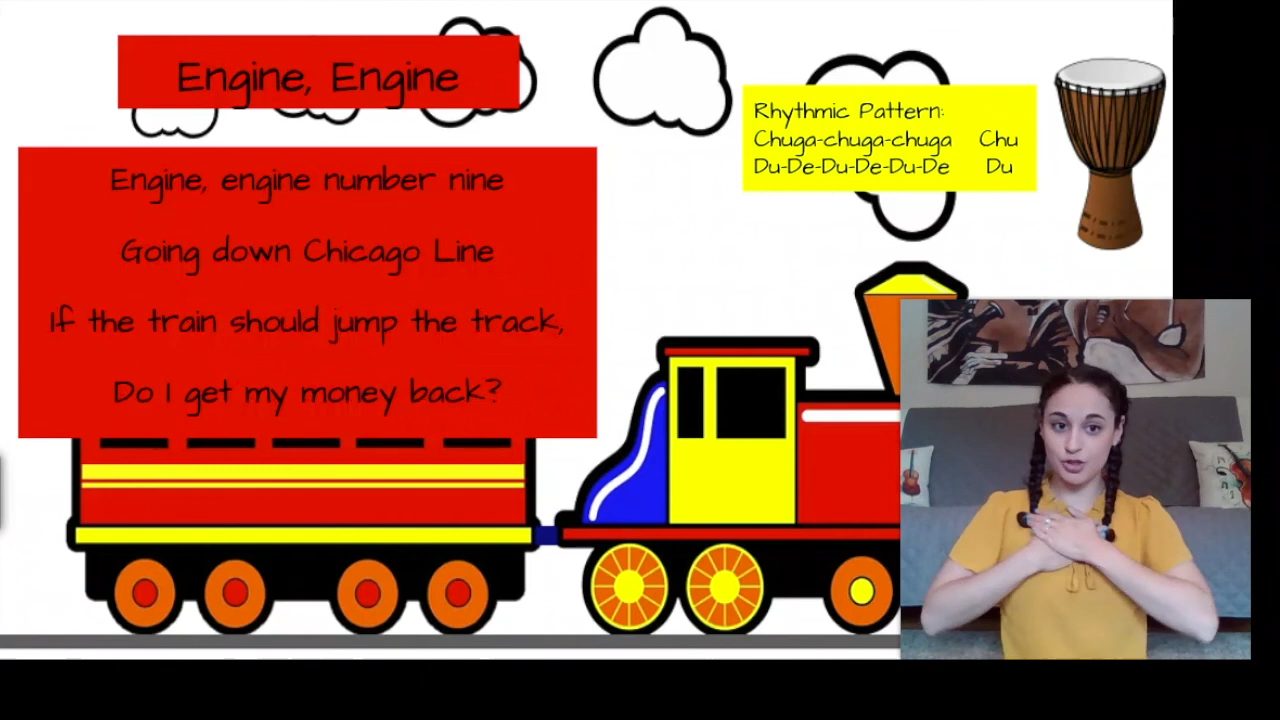 Engine, Engine
Engine, engine number nine
Going down Chicago Line
If the train should jump the track,
Do I get my money back?
Rhythmic Pattern:
Chuga-chuga-chuga Chu
Du-De-Du-De-Du-De Du